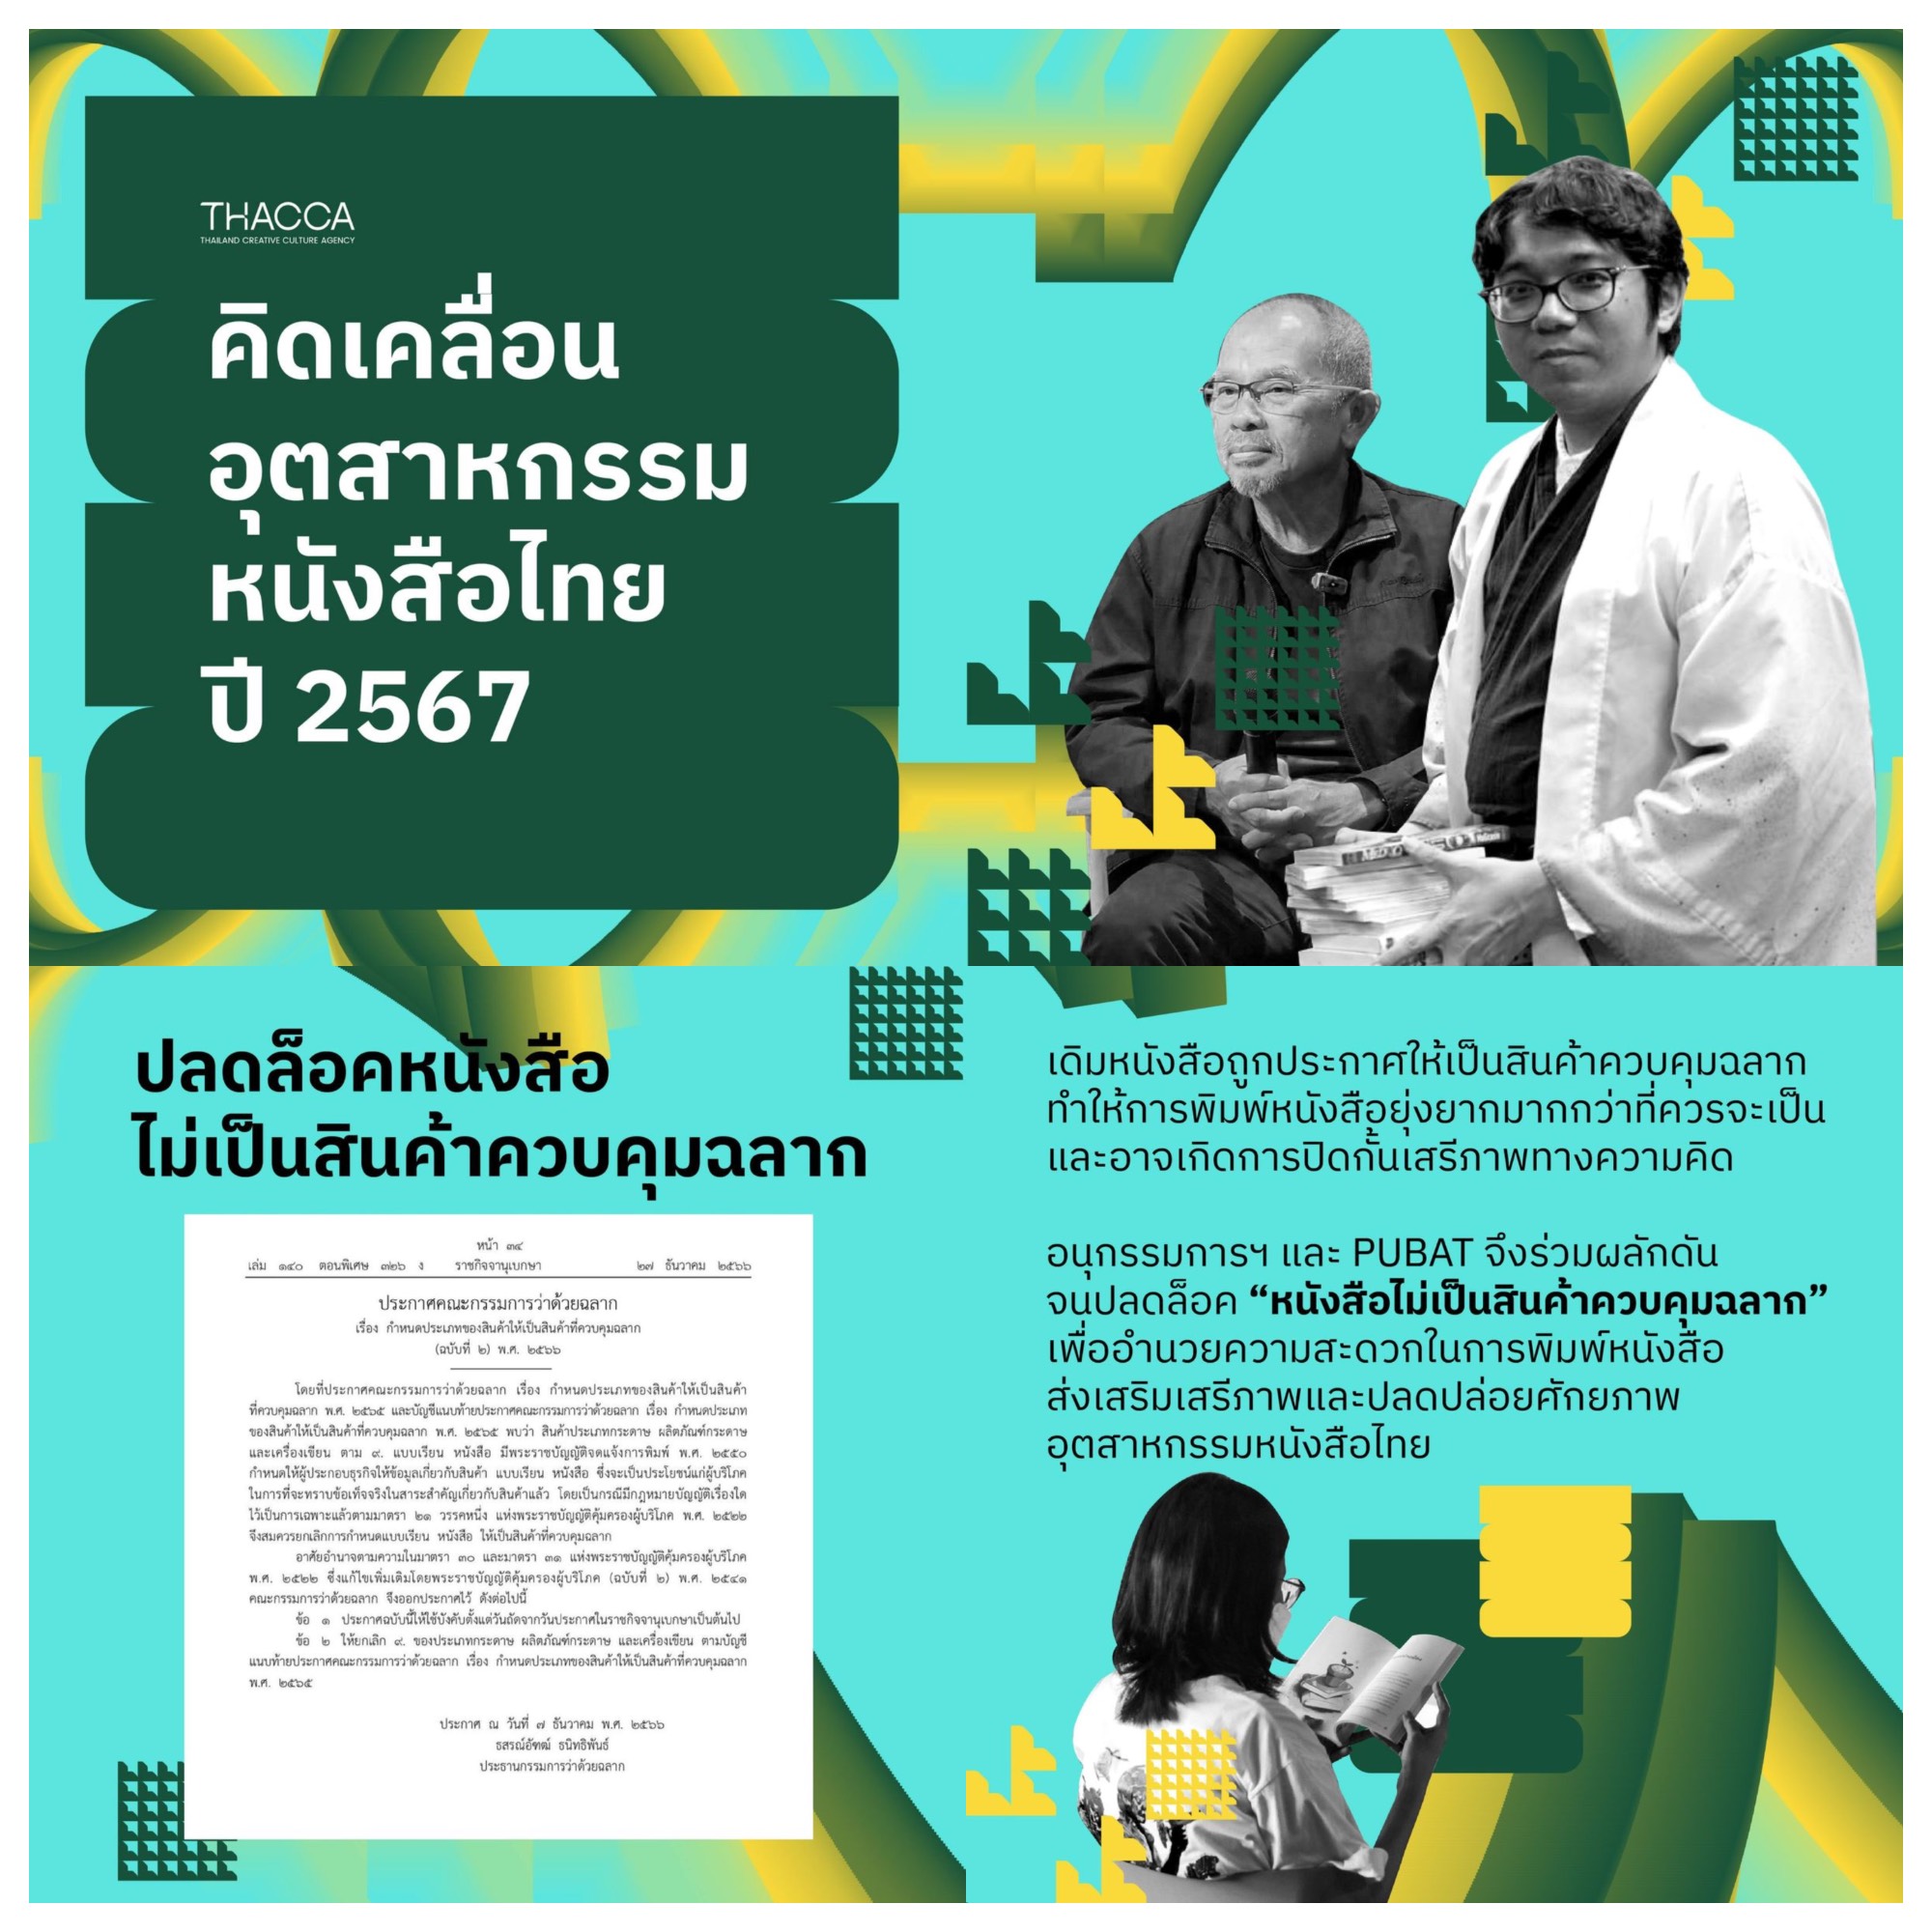 THACCA
THAILAND CREATIVE CULTURE AGENCY
คิดเคลื่อน
อุตสาหกรรม
หนังสือไทย
ปี 2567
ปลดล็อคหนังสือ
ไม่เป็นสินค้าควบคุมฉลาก
หน้า ๓๔
เล่ม ๑๔๐ ตอนพิเศษ ๓๒๖ ง ราชกิจจานุเบกษา ๒๗ ธันวาคม ๒๕๖๖
ประกาศคณะกรรมการว่าด้วยฉลาก
เรื่อง กำหนดประเภทของสินค้าให้เป็นสินค้าที่ควบคุมฉลาก
(ฉบับที่ ๒) พ.ศ. ๒๕๖๖
โดยที่ประกาศคณะกรรมการว่าด้วยฉลาก เรื่อง กำหนดประเภทของสินค้าให้เป็นสินค้า
ที่ควบคุมฉลาก พ.ศ. ๒๕๖๕ และบัญชีแนบท้ายประกาศคณะกรรมการว่าด้วยฉลาก เรื่อง กำหนดประเภท
ของสินค้าให้เป็นสินค้าที่ควบคุมฉลาก พ.ศ. ๒๕๖๕ พบว่า สินค้าประเภทกระดาษ ผลิตภัณฑ์กระดาษ
และเครื่องเขียน ตาม ๙. แบบเรียน หนังสือ มีพระราชบัญญัติจดแจ้งการพิมพ์ พ.ศ. ๒๕๕๐
กำหนดให้ผู้ประกอบธุรกิจให้ข้อมูลเกี่ยวกับสินค้า แบบเรียน หนังสือ ซึ่งจะเป็นประโยชน์แก่ผู้บริโภค
ในการที่จะทราบข้อเท็จจริงในสาระสำคัญเกี่ยวกับสินค้าแล้ว โดยเป็นกรณีมีกฎหมายบัญญัติเรื่องใด
ไว้เป็นการเฉพาะแล้วตามมาตรา ๒๑ วรรคหนึ่ง แห่งพระราชบัญญัติคุ้มครองผู้บริโภค พ.ศ. ๒๕๒๒
จึงสมควรยกเลิกการกำหนดแบบเรียน หนังสือ ให้เป็นสินค้าที่ควบคุมฉลาก
อาศัยอำนาจตามความในมาตรา ๓๐ และมาตรา ๓๑ แห่งพระราชบัญญัติคุ้มครองผู้บริโภค
พ.ศ. ๒๕๒๒ ซึ่งแก้ไขเพิ่มเติมโดยพระราชบัญญัติคุ้มครองผู้บริโภค (ฉบับที่ ๒) พ.ศ. ๒๕๔๑
คณะกรรมการว่าด้วยฉลาก จึงออกประกาศไว้ ดังต่อไปนี้
ข้อ ๑ ประกาศฉบับนี้ให้ใช้บังคับตั้งแต่วันถัดจากวันประกาศในราชกิจจานุเบกษาเป็นต้นไป
ข้อ ๒ ให้ยกเลิก ๙. ของประเภทกระดาษ ผลิตภัณฑ์กระดาษ และเครื่องเขียน ตามบัญชี
แนบท้ายประกาศคณะกรรมการว่าด้วยฉลาก เรื่อง กำหนดประเภทของสินค้าให้เป็นสินค้าที่ควบคุมฉลาก
พ.ศ. ๒๕๖๕
ประกาศ ณ วันที่ ๗ ธันวาคม พ.ศ. ๒๕๖๖
ธสรณ์อัฑฒ์ ธนิทธิพันธ์
ประธานกรรมการว่าด้วยฉลาก
เดิมหนังสือถูกประกาศให้เป็นสินค้าควบคุมฉลาก
ทำให้การพิมพ์หนังสือยุ่งยากมากกว่าที่ควรจะเป็น
และอาจเกิดการปิดกั้นเสรีภาพทางความคิด
อนุกรรมการฯ และ PUBAT จึงร่วมผลักดัน
จนปลดล็อค “หนังสือไม่เป็นสินค้าควบคุมฉลาก”
เพื่ออำนวยความสะดวกในการพิมพ์หนังสือ
ส่งเสริมเสรีภาพและปลดปล่อยศักยภาพ
อุตสาหกรรมหนังสือไทย